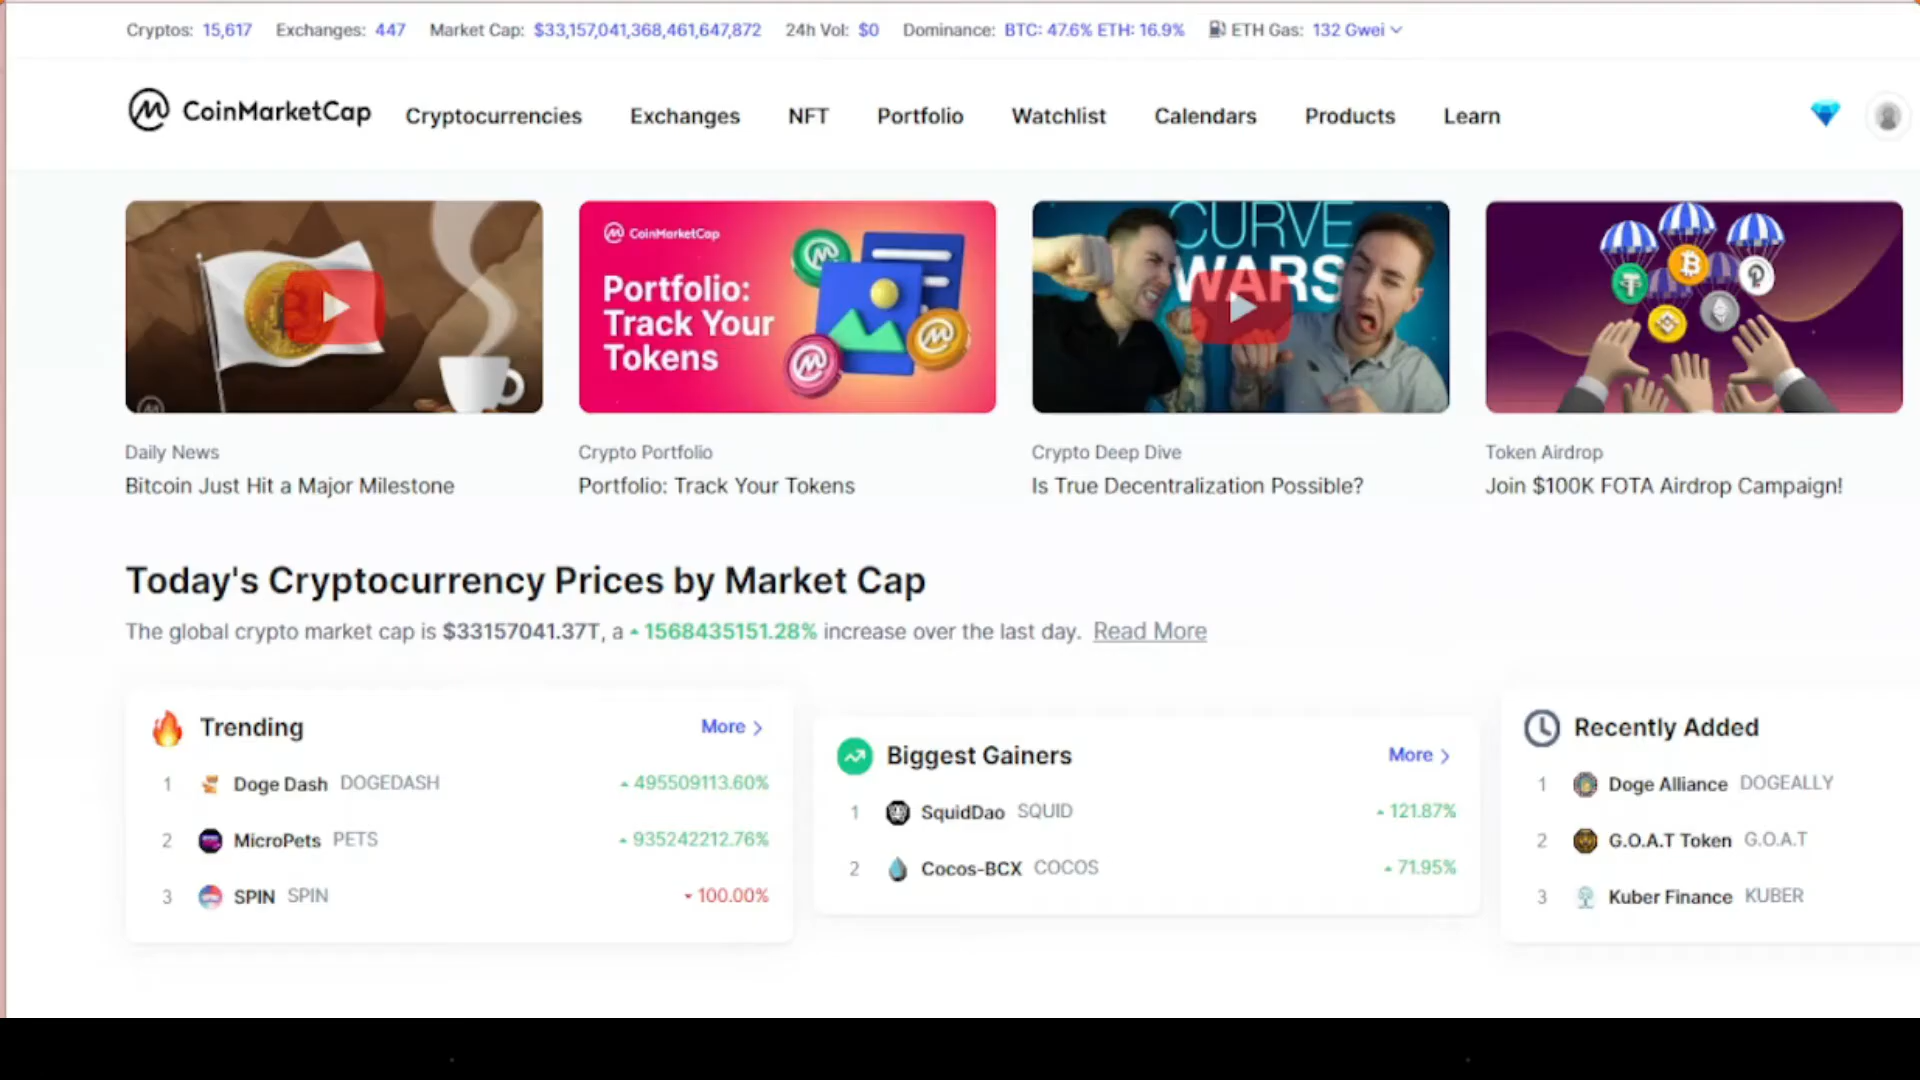 Cryptos: 15,617 Exchanges: 447 Market Cap: $33,157,041,368,461,647,872 24h Vol: $0 Dominance: BTC: 47.6% ETH: 16.9% ETH Gas: 132 Gwei
CoinMarketCap Cryptocurrencies Exchanges NFT Portfolio Watchlist Calendars Products Learn
CoinMarketCap
Portfolio:
Track Your
Tokens
CURVE
WARS
Daily News
Bitcoin Just Hit a Major Milestone
Crypto Portfolio
Portfolio: Track Your Tokens
Crypto Deep Dive
Is True Decentralization Possible?
Token Airdrop
Join $100K FOTA Airdrop Campaign!
Today's Cryptocurrency Prices by Market Cap
The global crypto market cap is $33157041.37T, a 1568435151.28% increase over the last day. Read More
Trending More
1 Doge Dash DOGEDASH 495509113.60%
2 MicroPets PETS 935242212.76%
3 SPIN SPIN 100.00%
Biggest Gainers More
1 SquidDao SQUID 121.87%
2 Cocos-BCX COCOS 71.95%
Recently Added
1 Doge Alliance DOGEALLY
2 G.O.A.T Token G.O.A.T
3 Kuber Finance KUBER